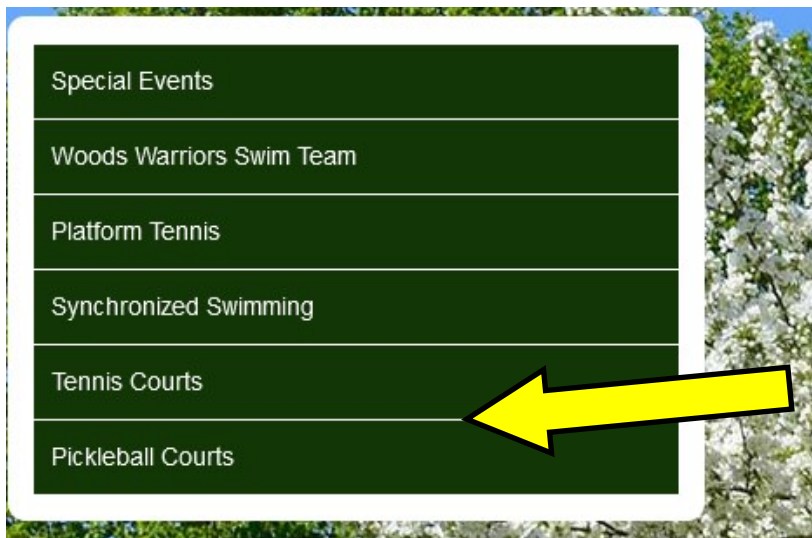 Special Events
Woods Warriors Swim Team
Platform Tennis
Synchronized Swimming
Tennis Courts
Pickleball Courts